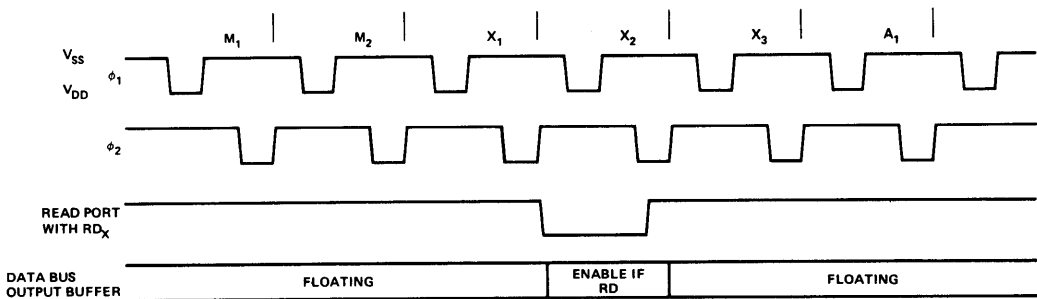 M1 M2 X1 X2 X3 A1
VSS
ϕ1
VDD
ϕ2
READ PORT
WITH RDX
DATA BUS
OUTPUT BUFFER
FLOATING
ENABLE IF
RD
FLOATING